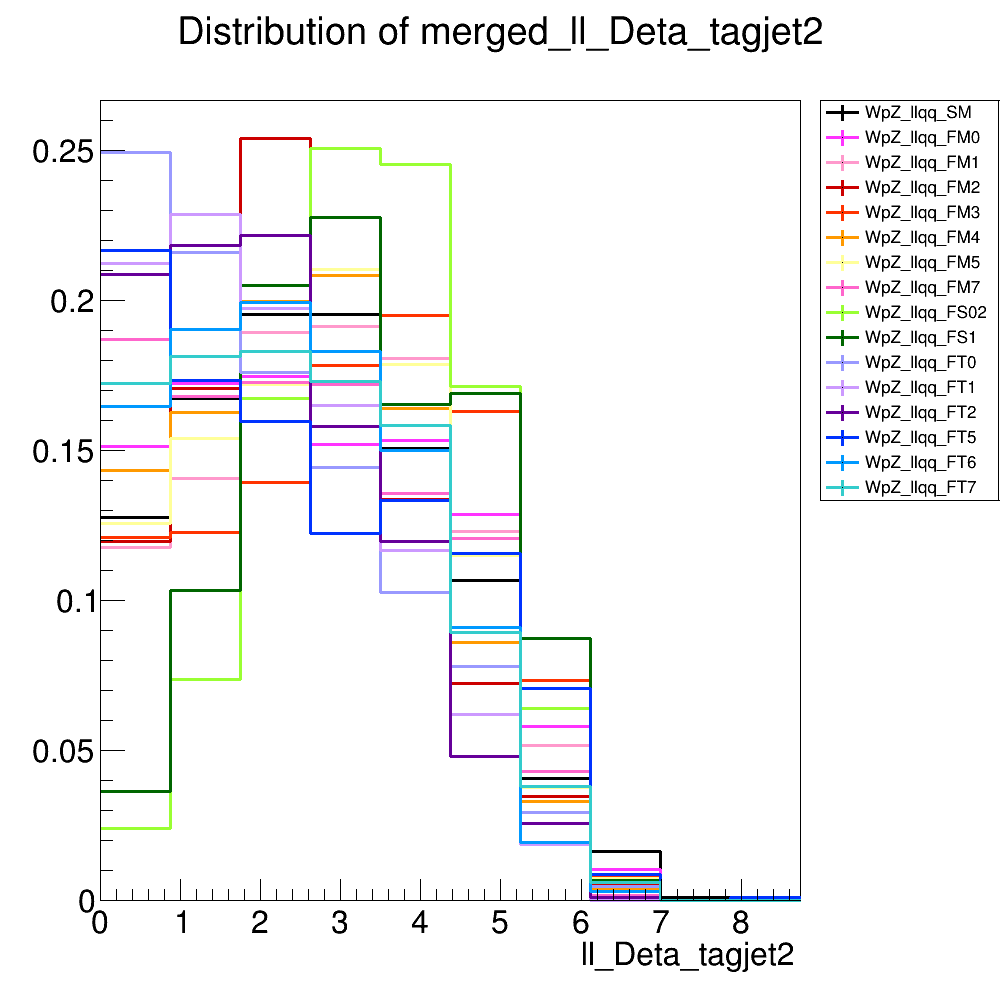 Distribution of merged_ll_Deta_tagjet2
0.25
0.2
0.15
0.1
0.05
0
0 1 2 3 4 5 6 7 8
ll_Deta_tagjet2
WpZ_llqq_SM
WpZ_llqq_FM0
WpZ_llqq_FM1
WpZ_llqq_FM2
WpZ_llqq_FM3
WpZ_llqq_FM4
WpZ_llqq_FM5
WpZ_llqq_FM7
WpZ_llqq_FS02
WpZ_llqq_FS1
WpZ_llqq_FT0
WpZ_llqq_FT1
WpZ_llqq_FT2
WpZ_llqq_FT5
WpZ_llqq_FT6
WpZ_llqq_FT7